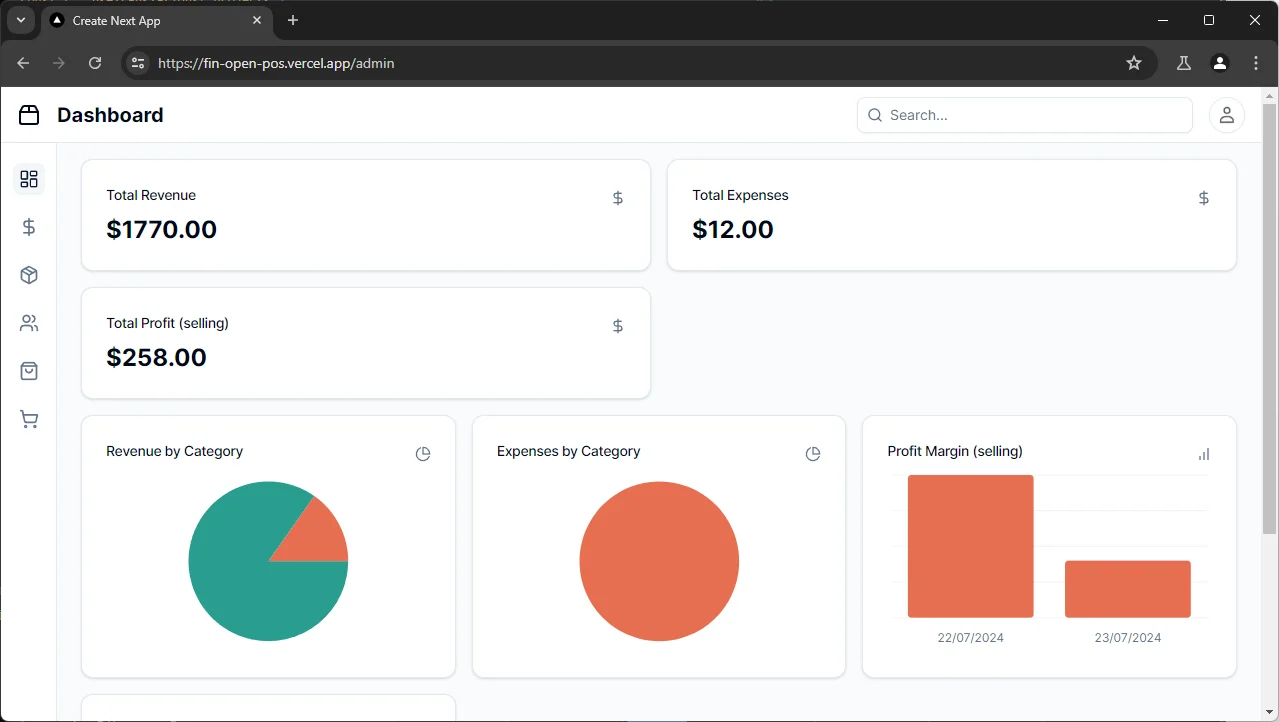 Create Next App
https://fin-open-pos.vercel.app/admin
Dashboard
Search...
Total Revenue
$1770.00
Total Expenses
$12.00
Total Profit (selling)
$258.00
Revenue by Category
Expenses by Category
Profit Margin (selling)
22/07/2024
23/07/2024